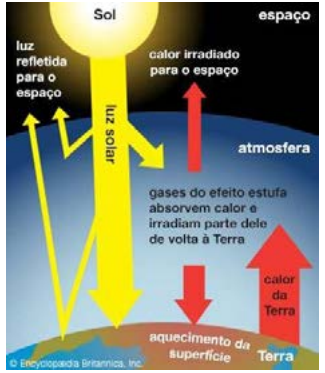 Sol
espaço
luz
refletida
para o
espaço
calor irradiado
para o espaço
luz solar
atmosfera
gases do efeito estufa
absorvem calor e
irradiam parte dele
de volta à Terra
calor
da
Terra
aquecimento da
superfície
Terra
© Encyclopædia Britannica, Inc.